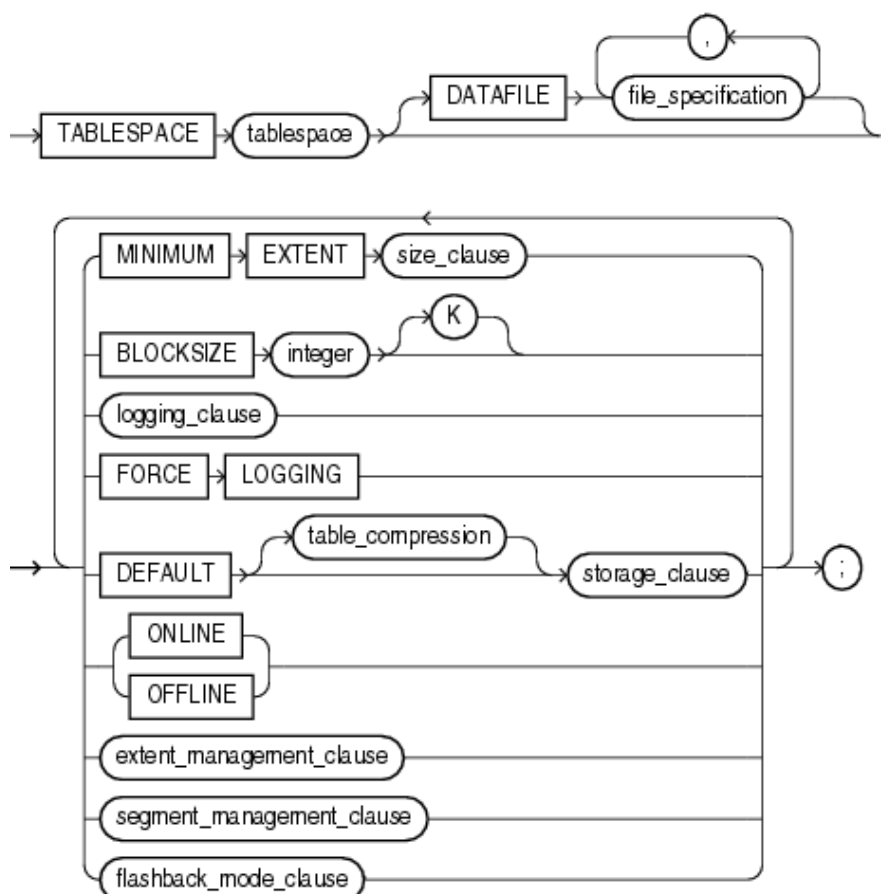 ,
DATAFILE file_specification
TABLESPACE tablespace
MINIMUM EXTENT size_clause
K
BLOCKSIZE integer
logging_clause
FORCE LOGGING
table_compression
DEFAULT storage_clause ;
ONLINE
OFFLINE
extent_management_clause
segment_management_clause
flashback_mode_clause